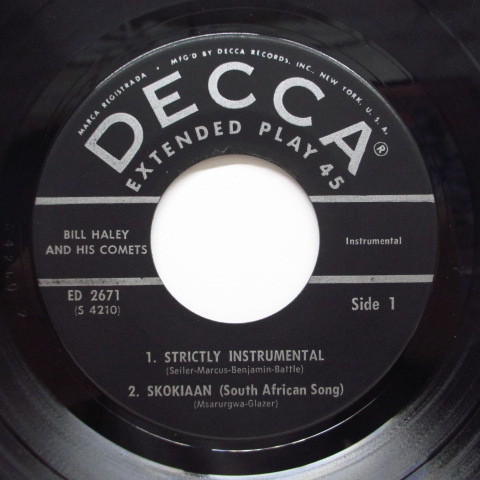 MARCA REGISTRADA • MFG'D BY DECCA RECORDS, INC., NEW YORK, U.S.A.
DECCA®
EXTENDED PLAY 45
BILL HALEY
AND HIS COMETS
Instrumental
ED 2671
(S 4210)
Side 1
1. STRICTLY INSTRUMENTAL
(Seiler-Marcus-Benjamin-Battle)
2. SKOKIAAN (South African Song)
(Msarurgwa-Glazer)